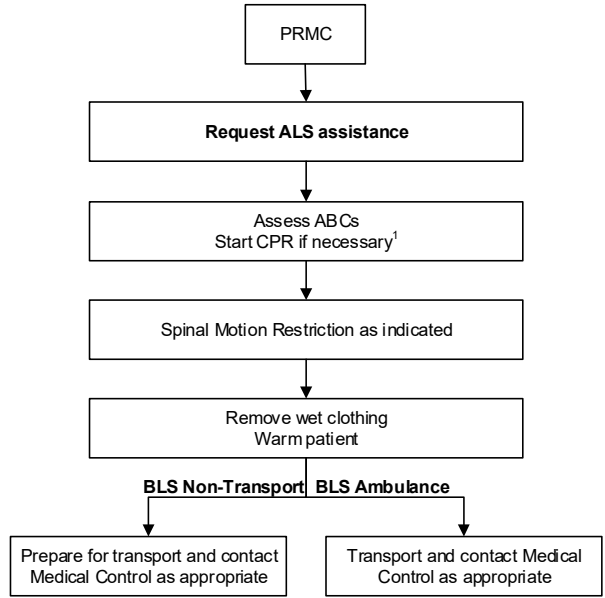 PRMC
Request ALS assistance
Assess ABCs
Start CPR if necessary¹
Spinal Motion Restriction as indicated
Remove wet clothing
Warm patient
BLS Non-Transport
BLS Ambulance
Prepare for transport and contact
Medical Control as appropriate
Transport and contact Medical
Control as appropriate